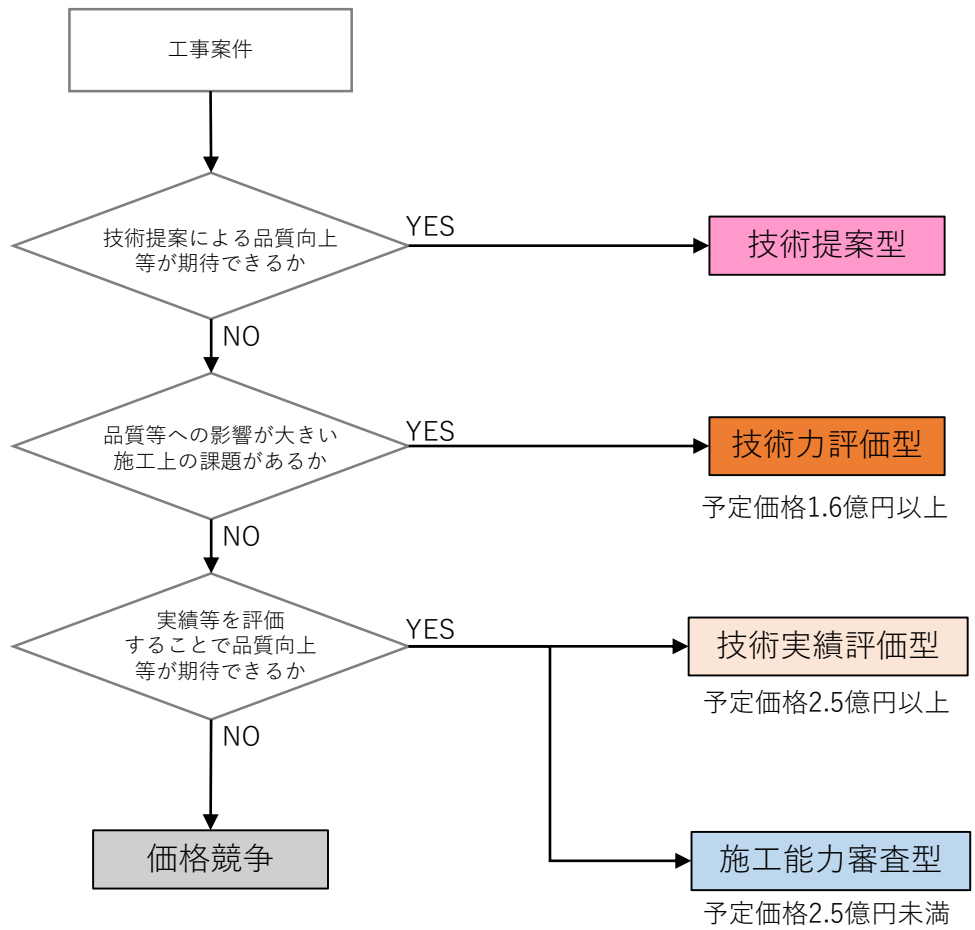 工事案件
技術提案による品質向上
等が期待できるか
YES
技術提案型
NO
品質等への影響が大きい
施工上の課題があるか
YES
技術力評価型
予定価格1.6億円以上
NO
実績等を評価
することで品質向上
等が期待できるか
YES
技術実績評価型
予定価格2.5億円以上
NO
価格競争
施工能力審査型
予定価格2.5億円未満